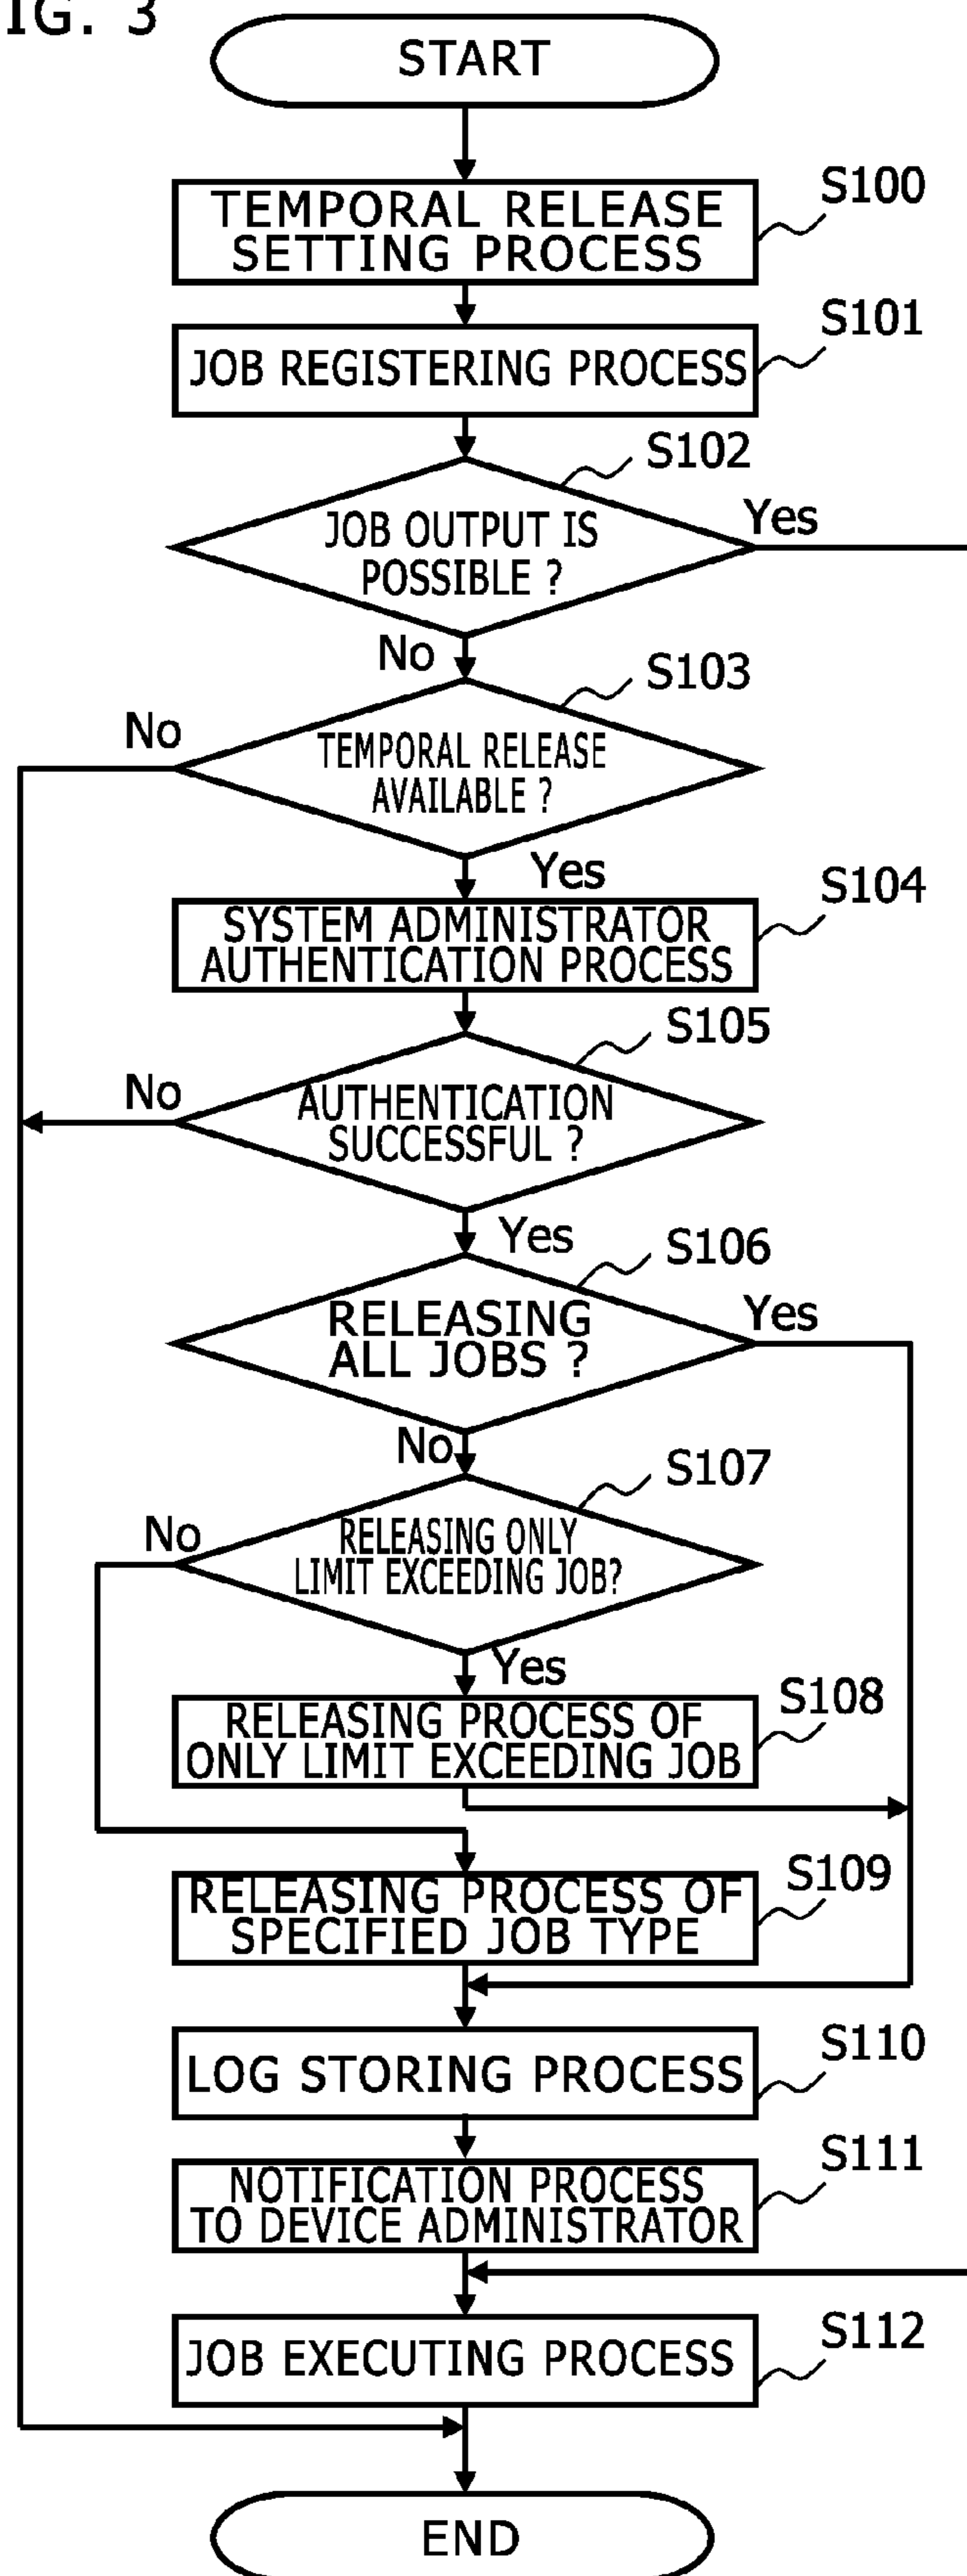 IG. 3
START
S100
TEMPORAL RELEASE
SETTING PROCESS
S101
JOB REGISTERING PROCESS
S102
Yes
JOB OUTPUT IS
POSSIBLE ?
No
S103
No
TEMPORAL RELEASE
AVAILABLE ?
Yes
S104
SYSTEM ADMINISTRATOR
AUTHENTICATION PROCESS
S105
No
AUTHENTICATION
SUCCESSFUL ?
Yes
S106
Yes
RELEASING
ALL JOBS ?
No
S107
No
RELEASING ONLY
LIMIT EXCEEDING JOB?
Yes
S108
RELEASING PROCESS OF
ONLY LIMIT EXCEEDING JOB
S109
RELEASING PROCESS OF
SPECIFIED JOB TYPE
S110
LOG STORING PROCESS
S111
NOTIFICATION PROCESS
TO DEVICE ADMINISTRATOR
S112
JOB EXECUTING PROCESS
END